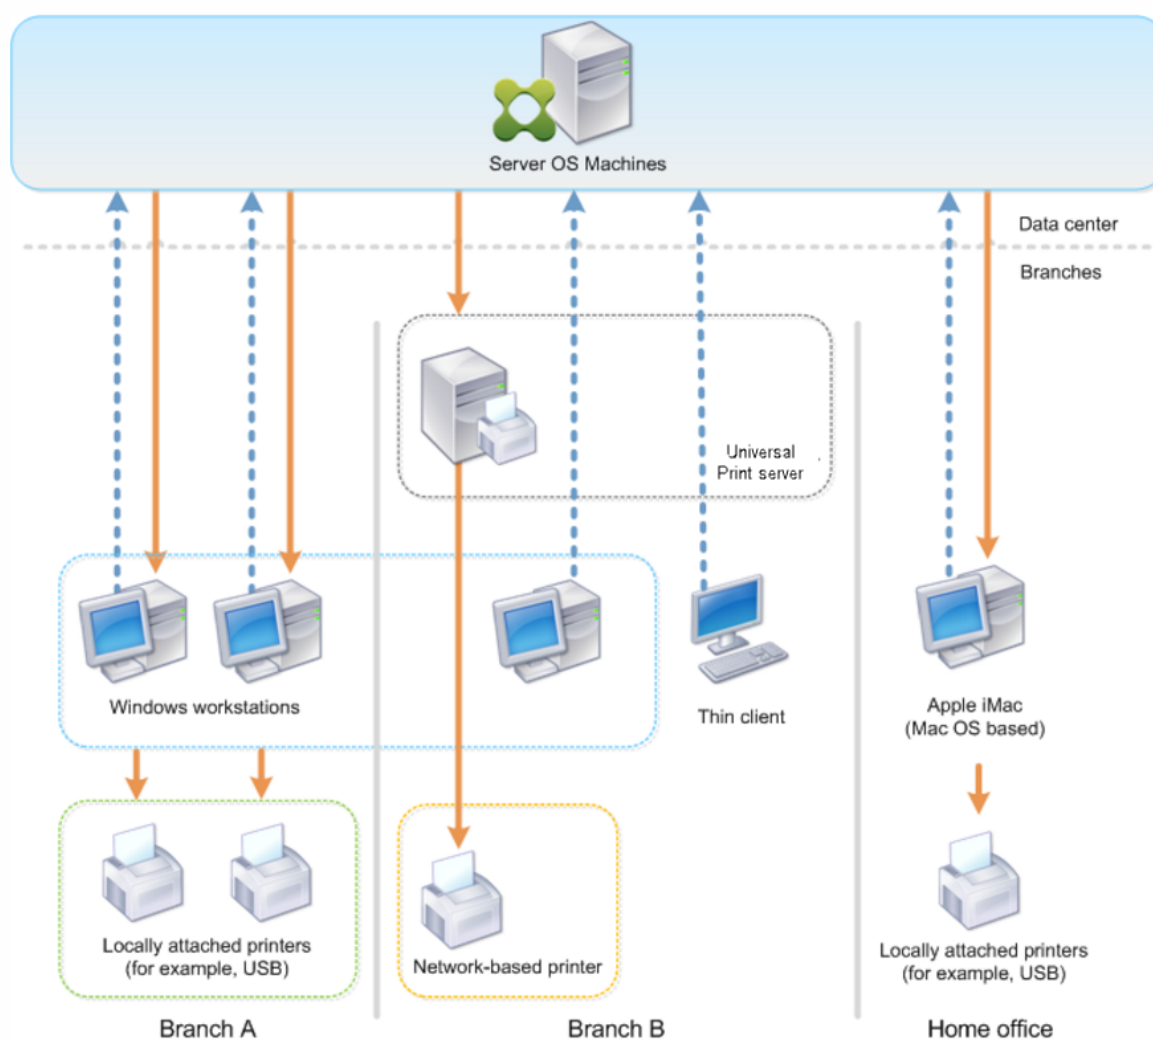 Server OS Machines
Data center
Branches
Universal
Print server
Windows workstations
Thin client
Apple iMac
(Mac OS based)
Locally attached printers
(for example, USB)
Network-based printer
Locally attached printers
(for example, USB)
Branch A
Branch B
Home office